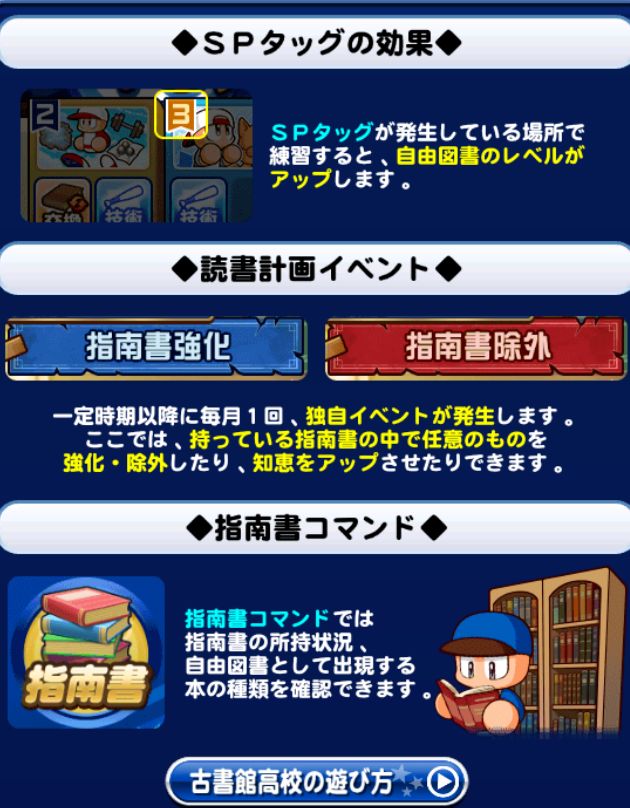 ◆ＳＰタッグの効果◆
2
3
交換
技術
技術
ＳＰタッグが発生している場所で
練習すると、自由図書のレベルが
アップします。
◆読書計画イベント◆
指南書強化
指南書除外
一定時期以降に毎月１回、独自イベントが発生します。
ここでは、持っている指南書の中で任意のものを
強化・除外したり、知恵をアップさせたりできます。
◆指南書コマンド◆
指南書
指南書コマンドでは
指南書の所持状況、
自由図書として出現する
本の種類を確認できます。
古書館高校の遊び方